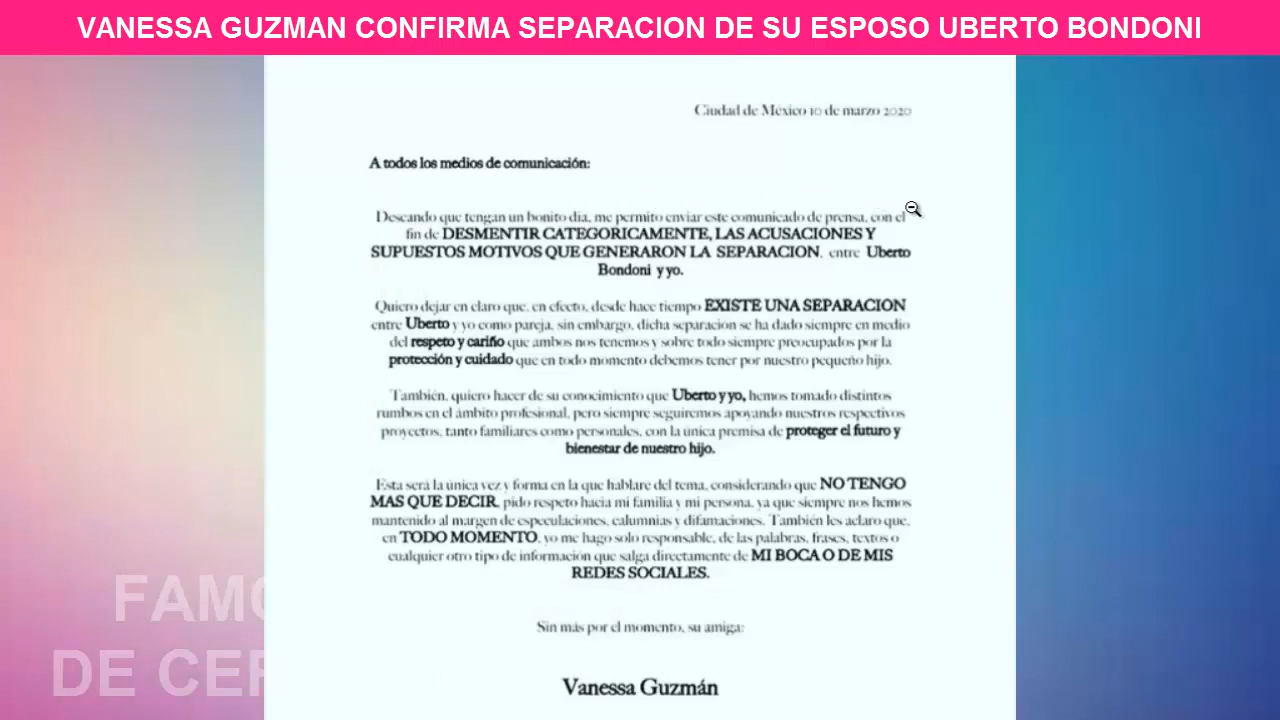 VANESSA GUZMAN CONFIRMA SEPARACION DE SU ESPOSO UBERTO BONDONI
Ciudad de México 10 de marzo 2020
A todos los medios de comunicación:
Deseando que tengan un bonito dia, me permito enviar este comunicado de prensa, con el
fin de DESMENTIR CATEGORICAMENTE, LAS ACUSACIONES Y
SUPUESTOS MOTIVOS QUE GENERARON LA SEPARACION, entre Uberto
Bondoni y yo.
Quiero dejar en claro que, en efecto, desde hace tiempo EXISTE UNA SEPARACION
entre Uberto y yo como pareja, sin embargo, dicha separacion se ha dado siempre en medio
del respeto y cariño que ambos nos tenemos y sobre todo siempre preocupados por la
protección y cuidado que en todo momento debemos tener por nuestro pequeño hijo.
También, quiero hacer de su conocimiento que Uberto y yo, hemos tomado distintos
rumbos en el ámbito profesional, pero siempre seguiremos apoyando nuestros respectivos
proyectos, tanto familiares como personales, con la única premisa de proteger el futuro y
bienestar de nuestro hijo.
Esta será la única vez y forma en la que hablare del tema, considerando que NO TENGO
MAS QUE DECIR, pido respeto hacia mi familia y mi persona, ya que siempre nos hemos
mantenido al margen de especulaciones, calumnias y difamaciones. También les aclaro que,
en TODO MOMENTO, yo me hago solo responsable, de las palabras, frases, textos o
cualquier otro tipo de información que salga directamente de MI BOCA O DE MIS
REDES SOCIALES.
Sin más por el momento, su amiga:
Vanessa Guzmán
FAMO
DE CER